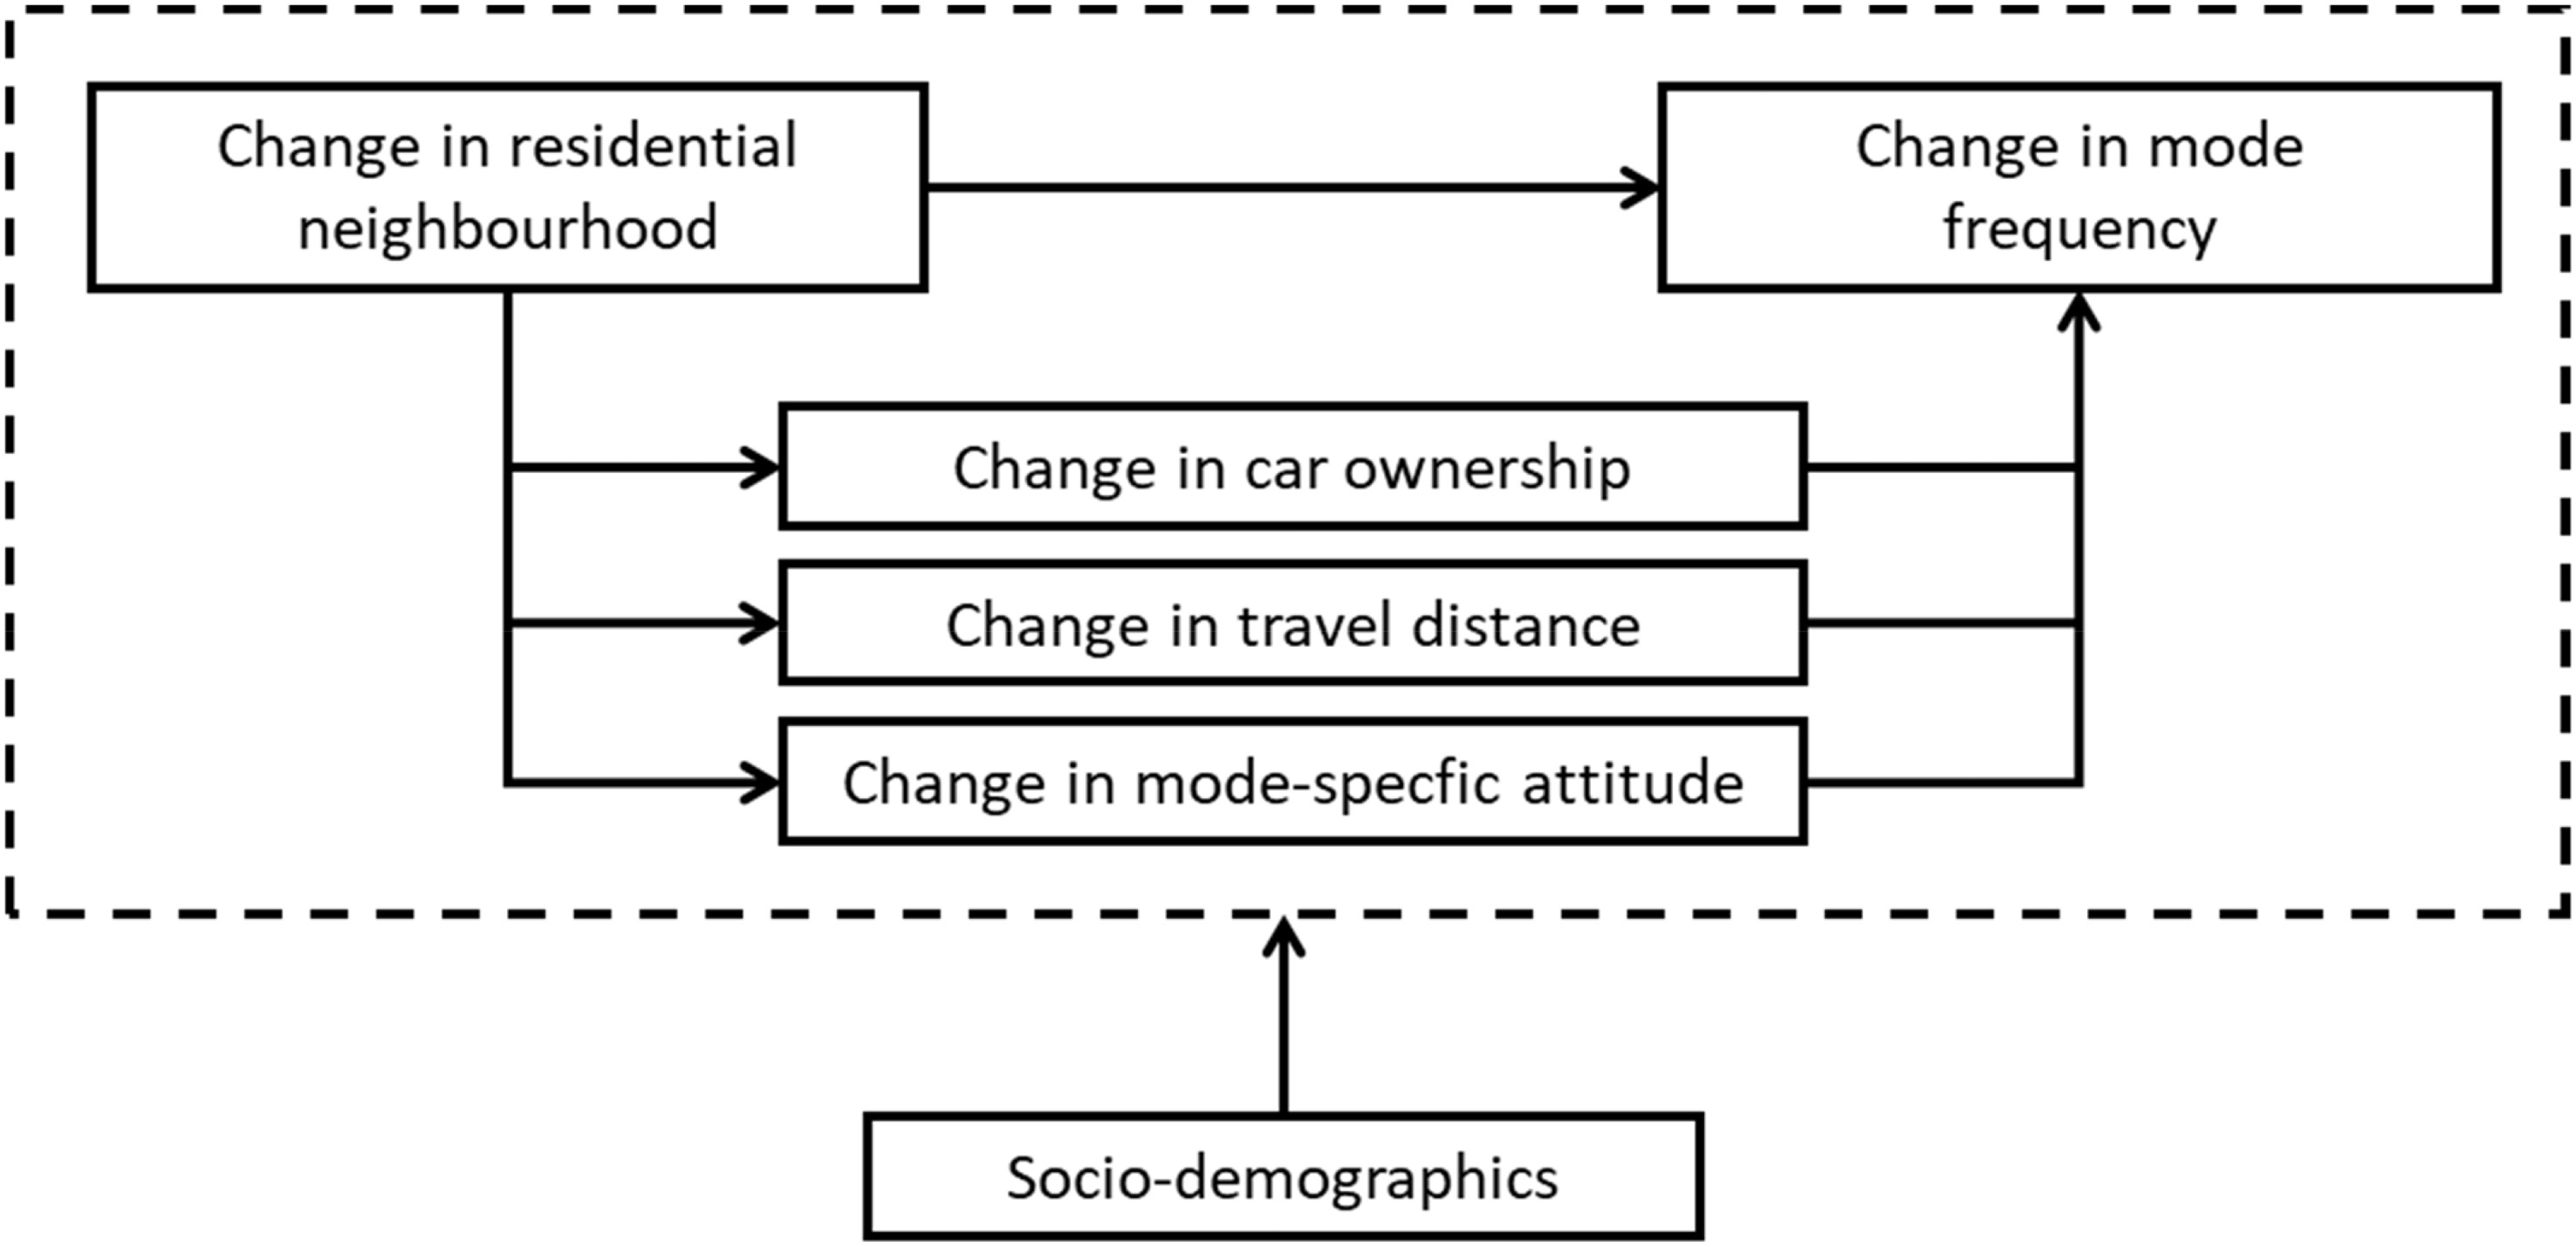 Change in residential
neighbourhood
Change in mode
frequency
Change in car ownership
Change in travel distance
Change in mode-specfic attitude
Socio-demographics